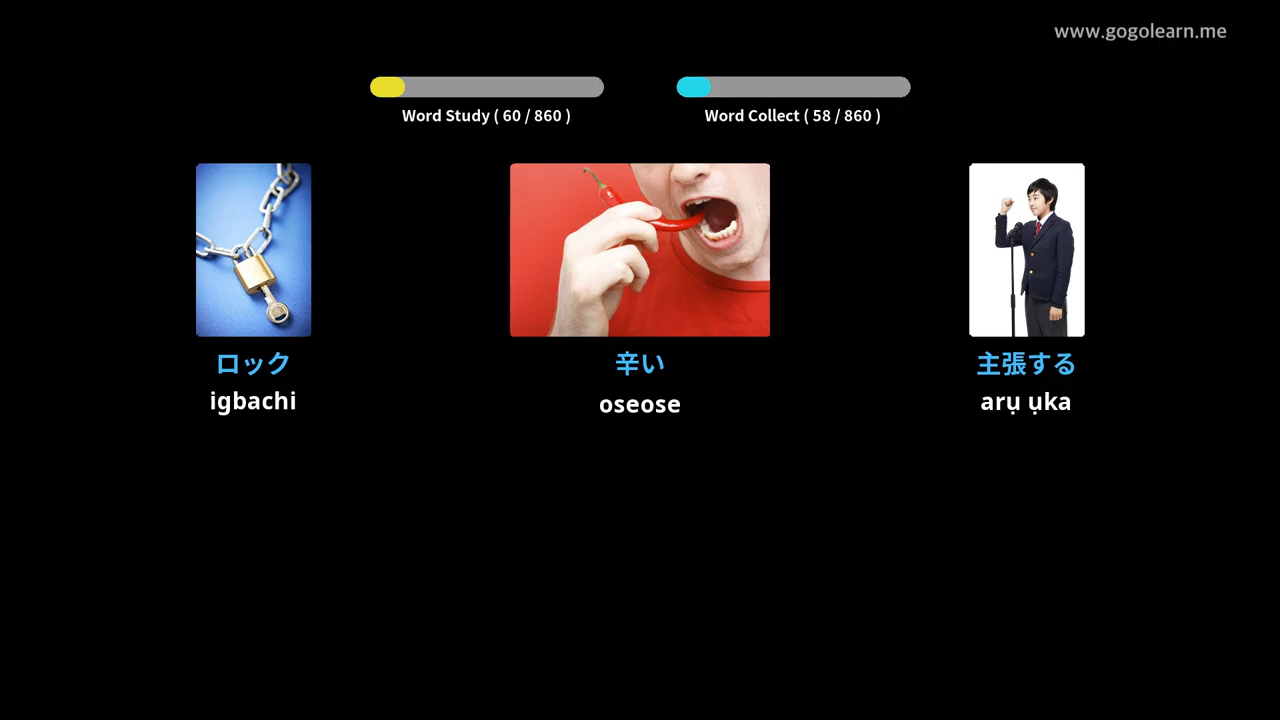 www.gogolearn.me
Word Study ( 60 / 860 )
Word Collect ( 58 / 860 )
ロック
辛い
主張する
igbachi
oseose
arụ ụka